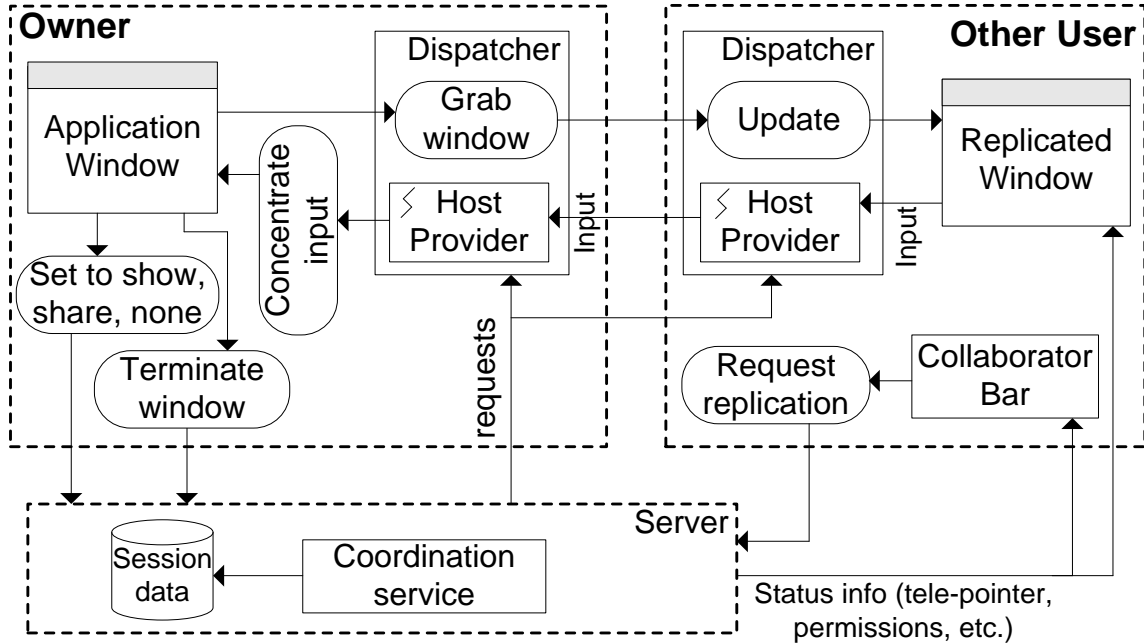 Owner
Other User
Dispatcher
Dispatcher
Application
Window
Grab
window
Update
Replicated
Window
Concentrate
input
Host
Provider
Input
Host
Provider
Input
Set to show,
share, none
Terminate
window
requests
Request
replication
Collaborator
Bar
Server
Session
data
Coordination
service
Status info (tele-pointer,
permissions, etc.)